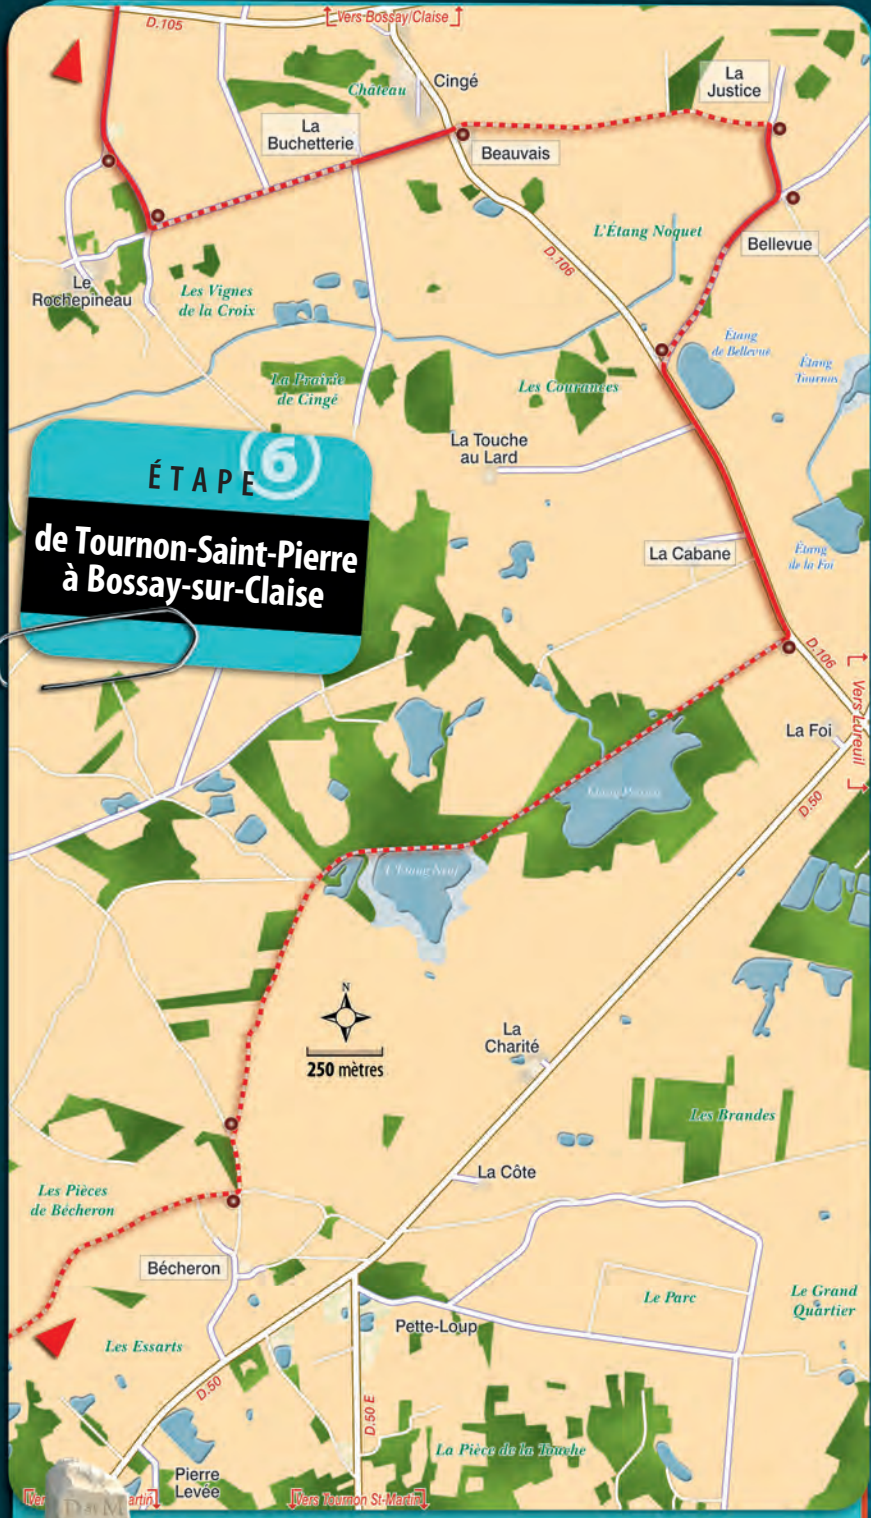 Vers Bossay/Claise
D.105
Chateau
Cingé
La
Justice
La
Buchetterie
Beauvais
L'Étang Noquet
Bellevue
D.106
Le
Rochepineau
Les Vignes
de la Croix
Étang
de Bellevue
Étang
Tournas
La Prairie
de Cingé
Les Courances
La Touche
au Lard
ÉTAPE 6
de Tournon-Saint-Pierre
à Bossay-sur-Claise
La Cabane
Étang
de la Foi
D.106
Vers Lureuil
La Foi
D.50
L'Étang Neuf
N
250 mètres
La
Charité
Les Brandes
La Côte
Les Pièces
de Bécheron
Bécheron
Le Parc
Le Grand
Quartier
Pette-Loup
Les Essarts
D.50
D.50 E
La Pièce de la Touche
Pierre
Levée
Vers Tournon St-Martin